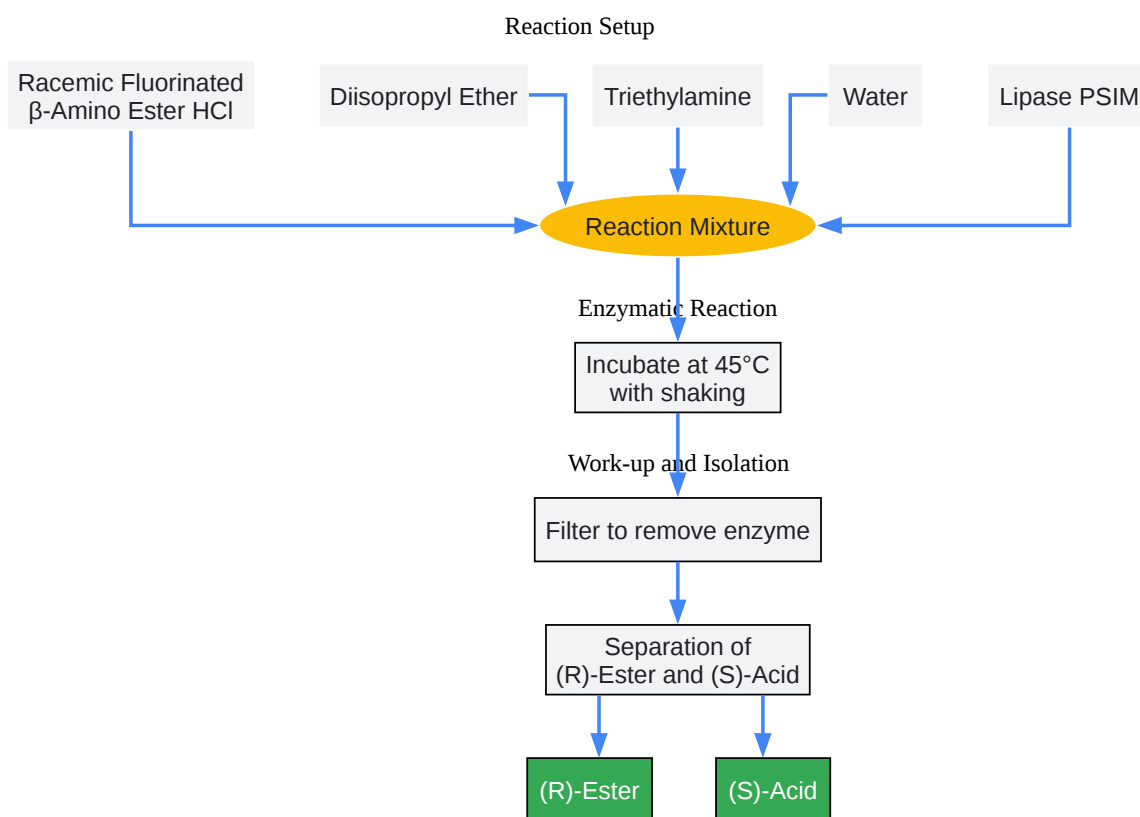 Reaction Setup
Racemic Fluorinated
β-Amino Ester HCl
Diisopropyl Ether
Triethylamine
Water
Lipase PSIM
Reaction Mixture
Enzymatic Reaction
Incubate at 45°C
with shaking
Work-up and Isolation
Filter to remove enzyme
Separation of
(R)-Ester and (S)-Acid
(R)-Ester
(S)-Acid